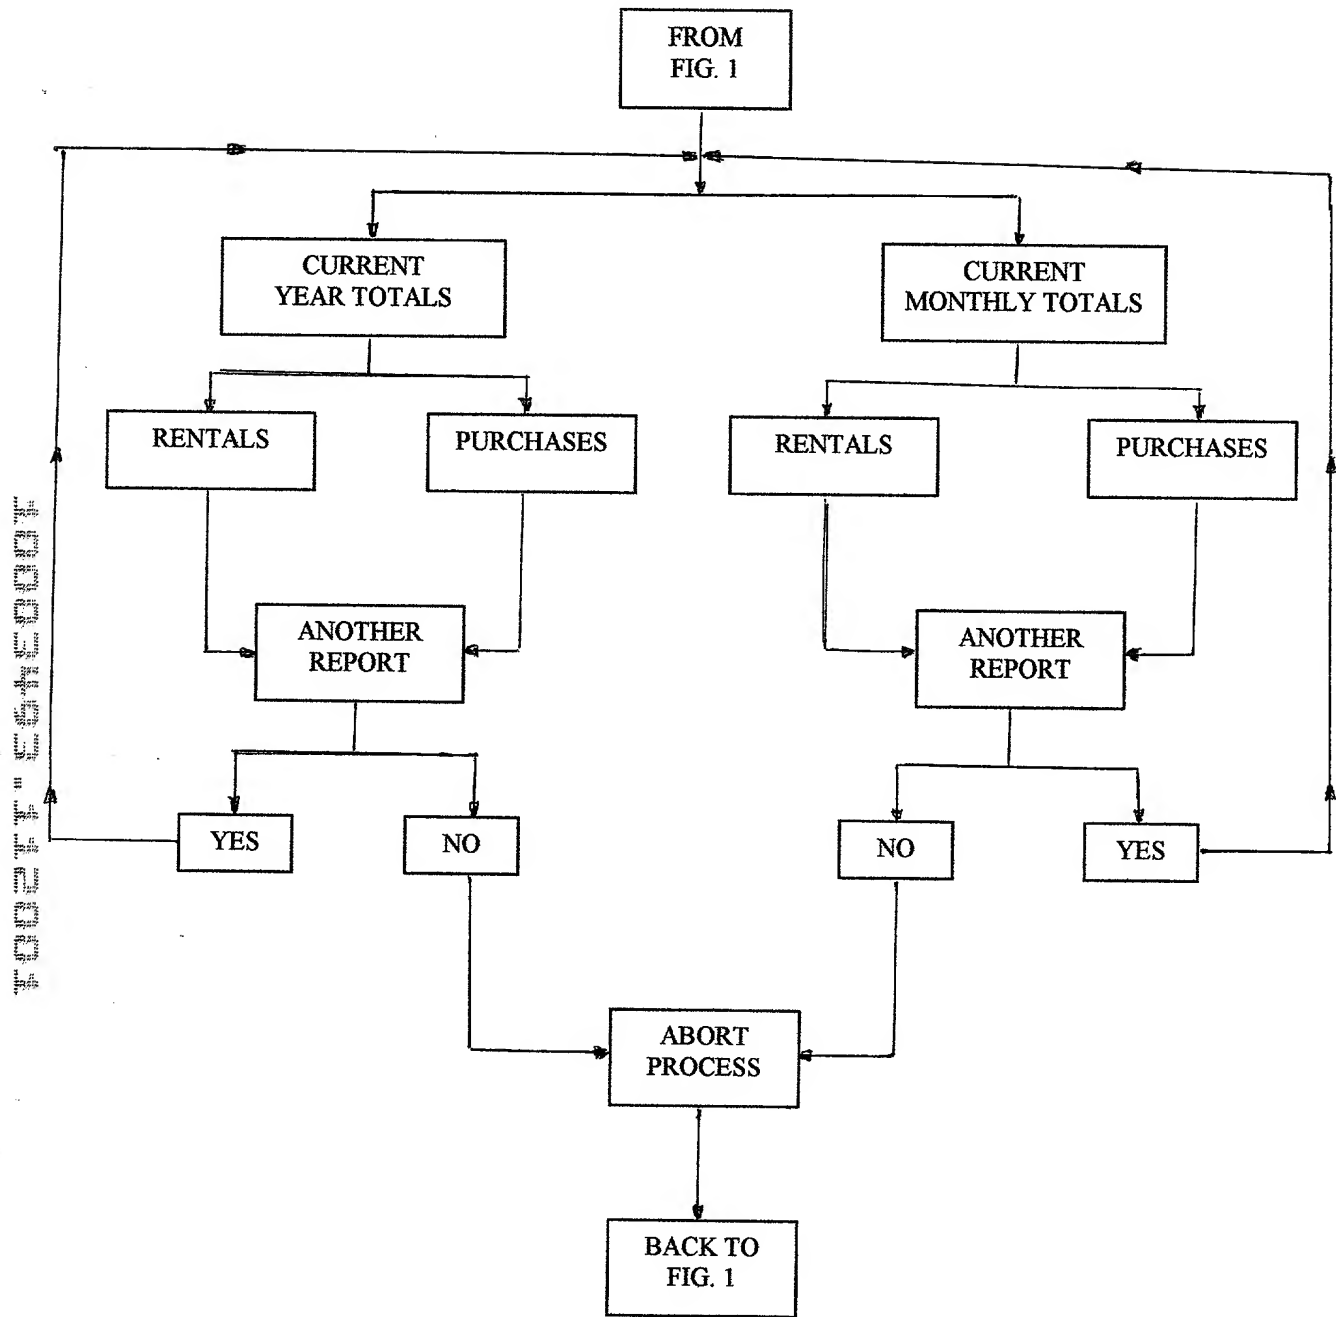 FROM
FIG. 1
CURRENT
YEAR TOTALS
CURRENT
MONTHLY TOTALS
RENTALS
PURCHASES
RENTALS
PURCHASES
ANOTHER
REPORT
ANOTHER
REPORT
YES
NO
NO
YES
ABORT
PROCESS
BACK TO
FIG. 1